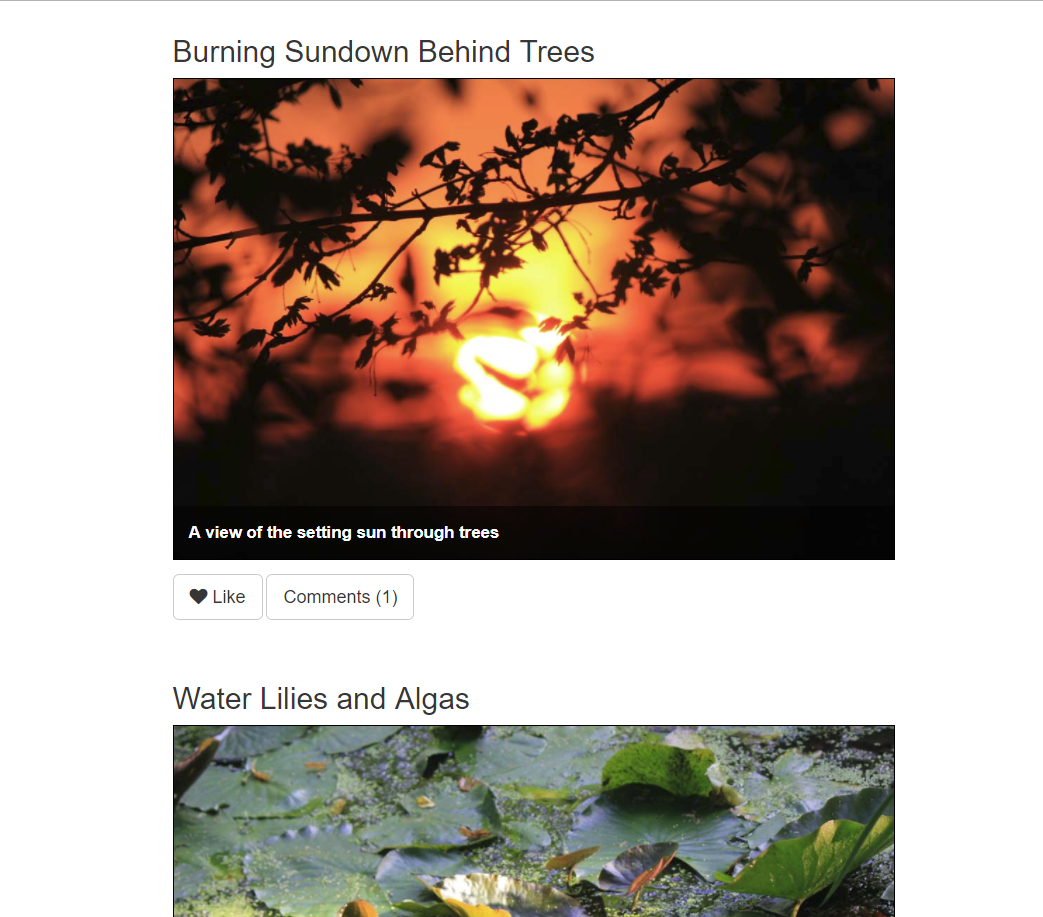 Burning Sundown Behind Trees
A view of the setting sun through trees
Like
Comments (1)
Water Lilies and Algas